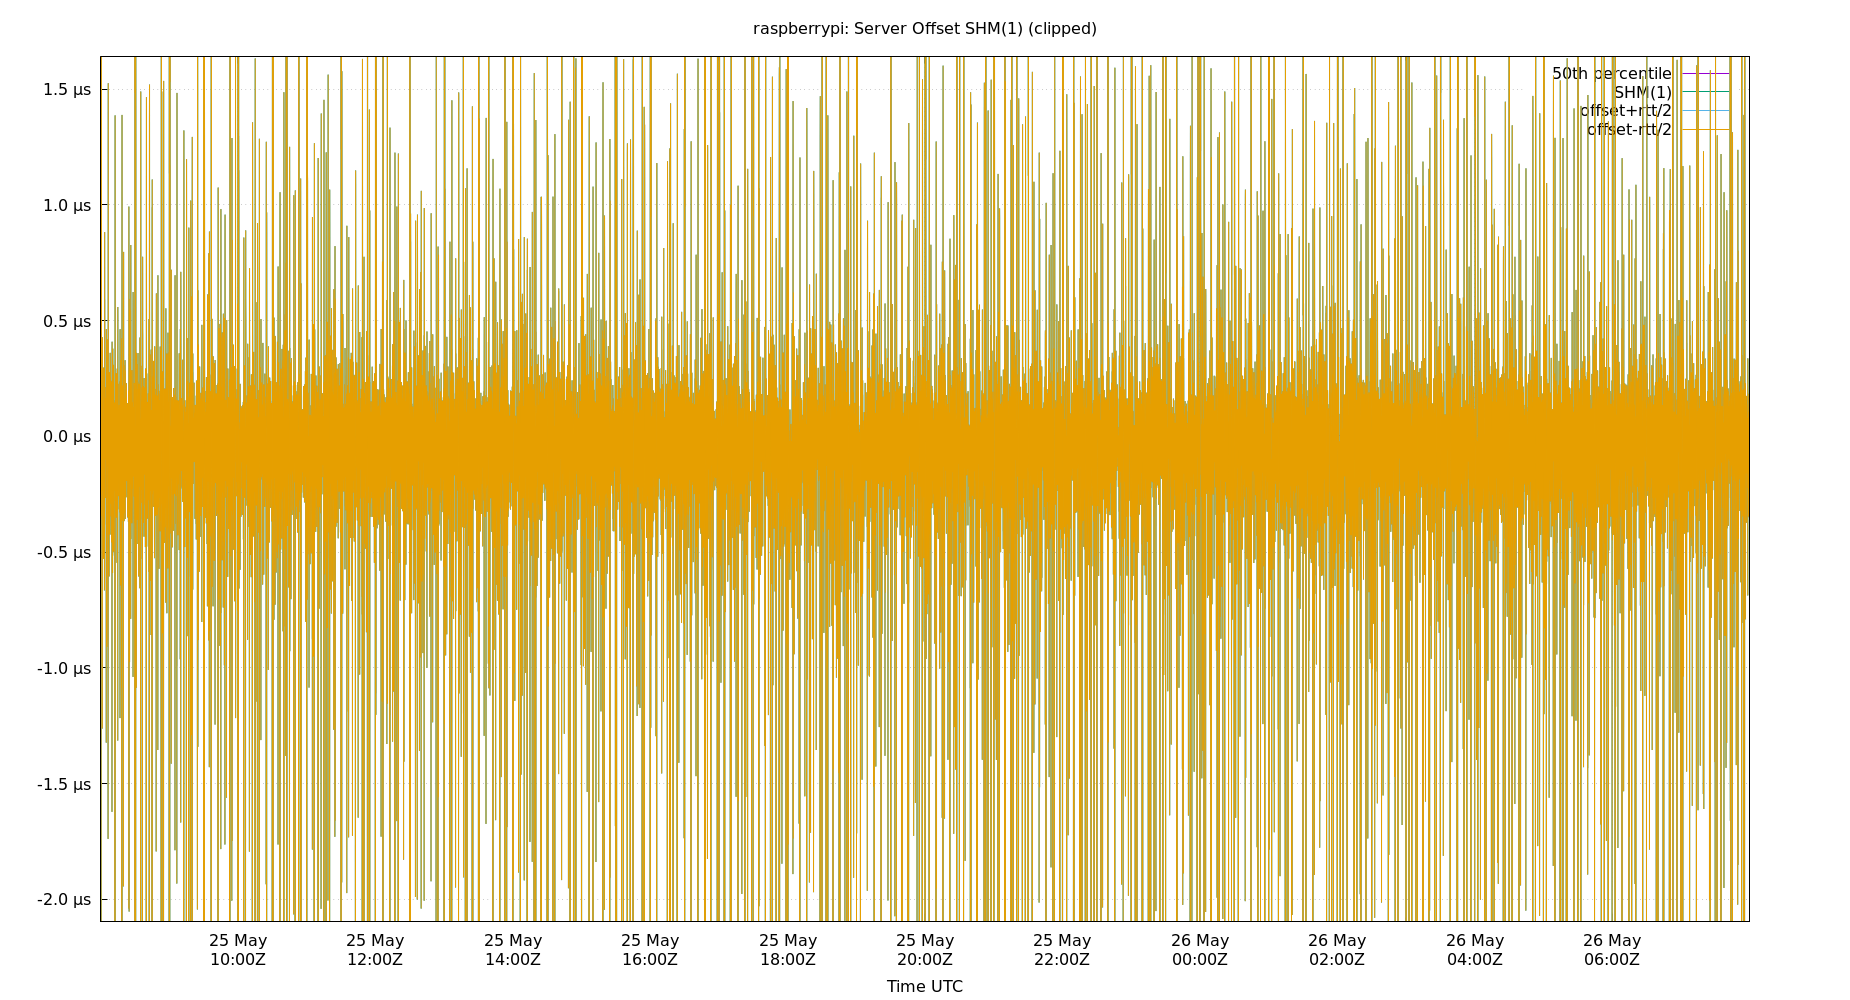 raspberrypi: Server Offset SHM(1) (clipped)
50th percentile
SHM(1)
offset+rtt/2
offset-rtt/2
1.5 µs
1.0 µs
0.5 µs
0.0 µs
-0.5 µs
-1.0 µs
-1.5 µs
-2.0 µs
25 May 25 May 25 May 25 May 25 May 25 May 25 May 26 May 26 May 26 May 26 May
10:00Z 12:00Z 14:00Z 16:00Z 18:00Z 20:00Z 22:00Z 00:00Z 02:00Z 04:00Z 06:00Z
Time UTC